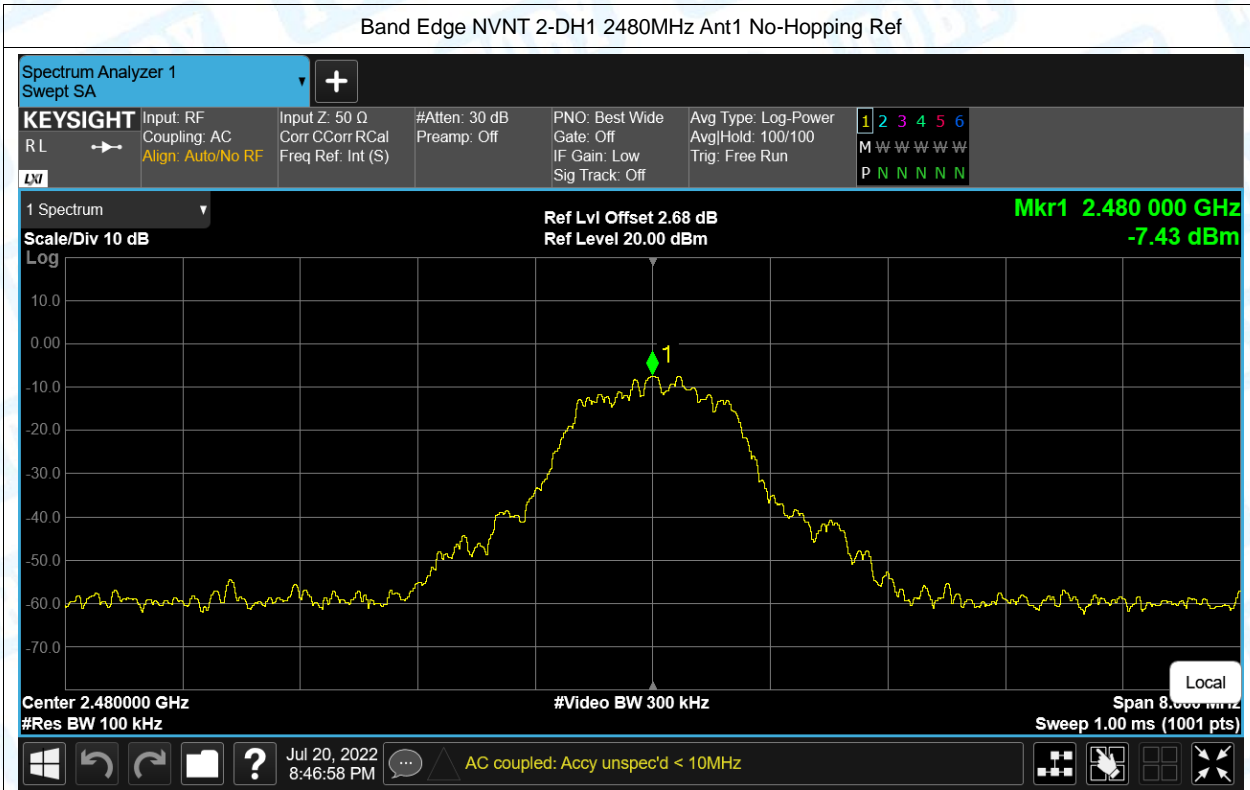 Band Edge NVNT 2-DH1 2480MHz Ant1 No-Hopping Ref
Spectrum Analyzer 1
Swept SA
+
KEYSIGHT
R L
LXI
Input: RF
Coupling: AC
Align: Auto/No RF
Input Z: 50 Ω
Corr CCorr RCal
Freq Ref: Int (S)
#Atten: 30 dB
Preamp: Off
PNO: Best Wide
Gate: Off
IF Gain: Low
Sig Track: Off
Avg Type: Log-Power
Avg|Hold: 100/100
Trig: Free Run
1 2 3 4 5 6
M W W W W W
P N N N N N
1 Spectrum
Scale/Div 10 dB
Log
Ref Lvl Offset 2.68 dB
Ref Level 20.00 dBm
Mkr1 2.480 000 GHz
-7.43 dBm
10.0
0.00
-10.0
-20.0
-30.0
-40.0
-50.0
-60.0
-70.0
1
Center 2.480000 GHz
#Res BW 100 kHz
#Video BW 300 kHz
Local
Span 8.000 MHz
Sweep 1.00 ms (1001 pts)
?
Jul 20, 2022
8:46:58 PM
AC coupled: Accy unspec'd < 10MHz